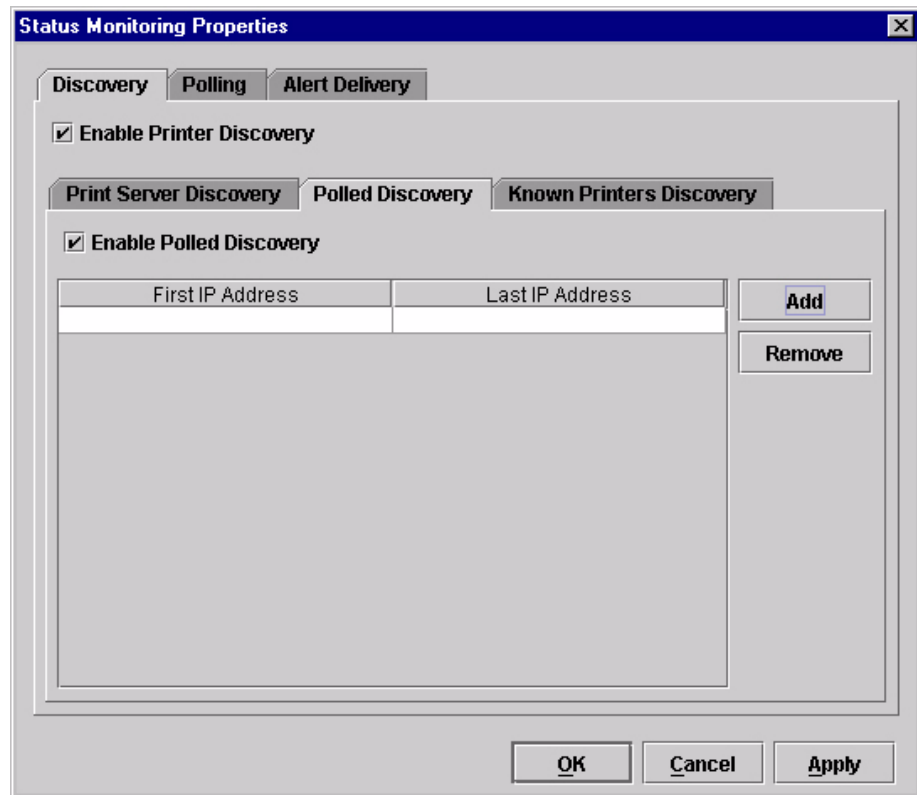 Status Monitoring Properties
Discovery Polling Alert Delivery
Enable Printer Discovery
Print Server Discovery Polled Discovery Known Printers Discovery
Enable Polled Discovery
First IP Address Last IP Address
Add
Remove
OK Cancel Apply